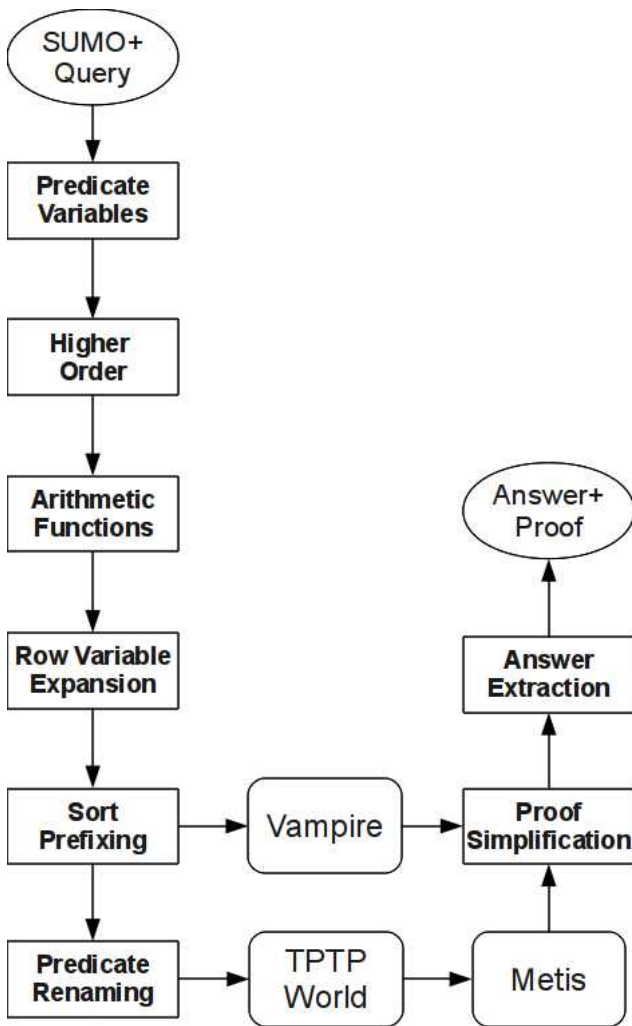 SUMO+
Query
Predicate
Variables
Higher
Order
Arithmetic
Functions
Answer+
Proof
Row Variable
Expansion
Answer
Extraction
Sort
Prefixing
Vampire
Proof
Simplification
Predicate
Renaming
TPTP
World
Metis